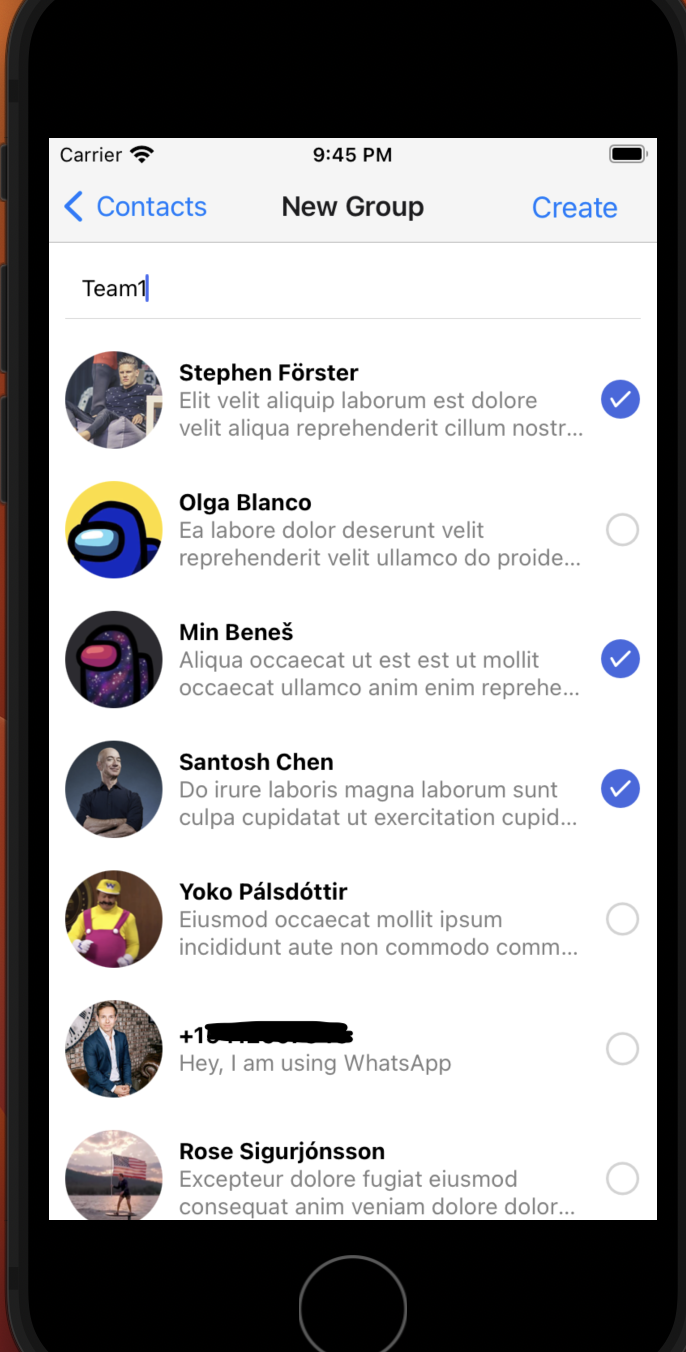 Carrier 9:45 PM
Contacts New Group Create
Team1
Stephen Förster
Elit velit aliquip laborum est dolore
velit aliqua reprehenderit cillum nostr...
Olga Blanco
Ea labore dolor deserunt velit
reprehenderit velit ullamco do proide...
Min Beneš
Aliqua occaecat ut est est ut mollit
occaecat ullamco anim enim reprehe...
Santosh Chen
Do irure laboris magna laborum sunt
culpa cupidatat ut exercitation cupid...
Yoko Pálsdóttir
Eiusmod occaecat mollit ipsum
incididunt aute non commodo comm...
Hey, I am using WhatsApp
Rose Sigurjónsson
Excepteur dolore fugiat eiusmod
consequat anim veniam dolore dolor...